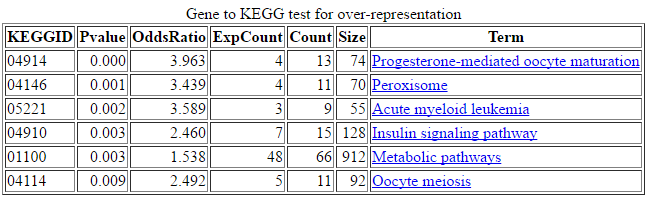 Gene to KEGG test for over-representation
KEGGID Pvalue OddsRatio ExpCount Count Size Term
04914 0.000 3.963 4 13 74 Progesterone-mediated oocyte maturation
04146 0.001 3.439 4 11 70 Peroxisome
05221 0.002 3.589 3 9 55 Acute myeloid leukemia
04910 0.003 2.460 7 15 128 Insulin signaling pathway
01100 0.003 1.538 48 66 912 Metabolic pathways
04114 0.009 2.492 5 11 92 Oocyte meiosis